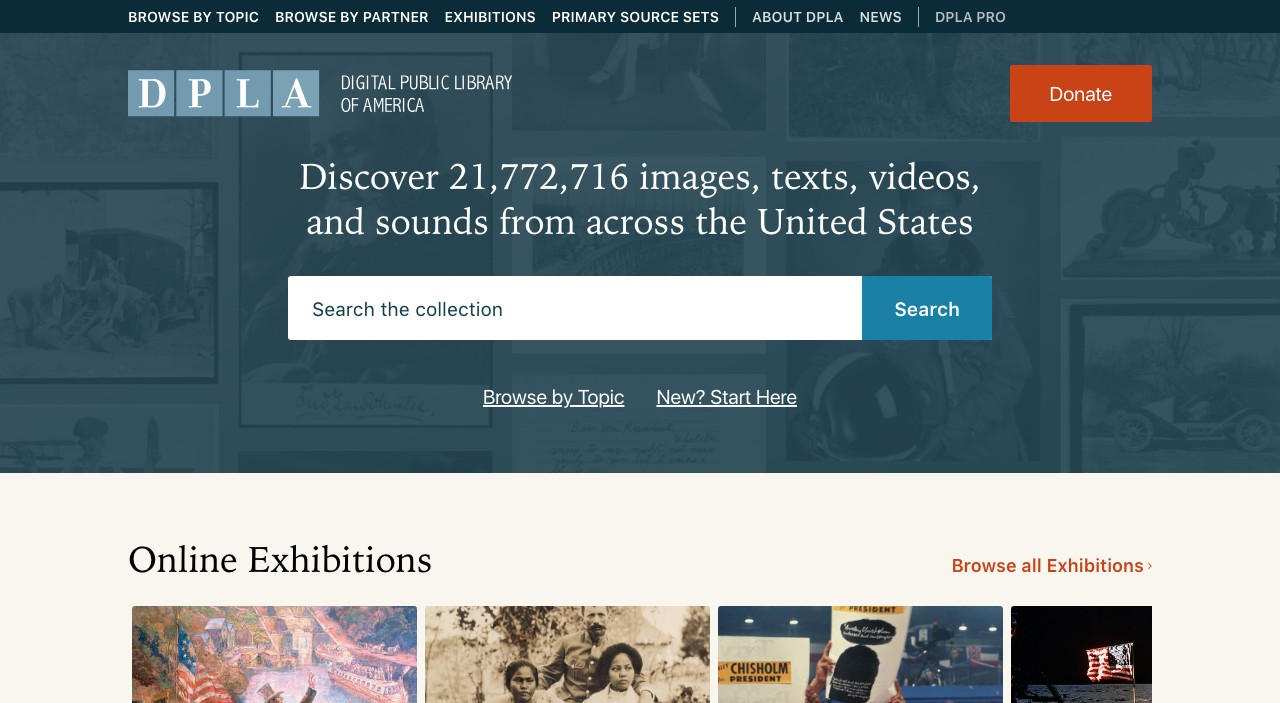 BROWSE BY TOPIC BROWSE BY PARTNER EXHIBITIONS PRIMARY SOURCE SETS ABOUT DPLA NEWS DPLA PRO
DPLA DIGITAL PUBLIC LIBRARY
OF AMERICA
Donate
Discover 21,772,716 images, texts, videos,
and sounds from across the United States
Search the collection Search
Browse by Topic New? Start Here
Online Exhibitions
Browse all Exhibitions ›
PRESIDENT
CHISHOLM
PRESIDENT